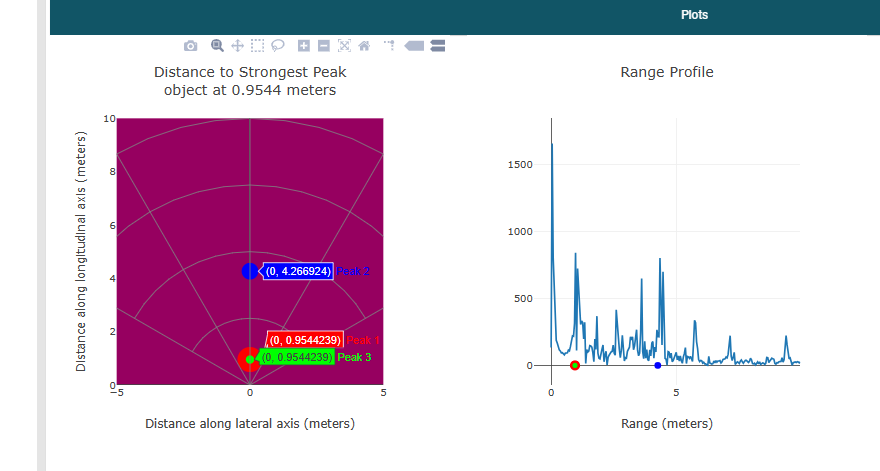 Plots
Distance to Strongest Peak
object at 0.9544 meters
Range Profile
Distance along longitudinal axis (meters)
10
8
6
4
2
0
(0, 4.266924) Peak 2
(0, 0.9544239) Peak 1
(0, 0.9544239) Peak 3
−5
0
5
Distance along lateral axis (meters)
1500
1000
500
0
0
5
Range (meters)